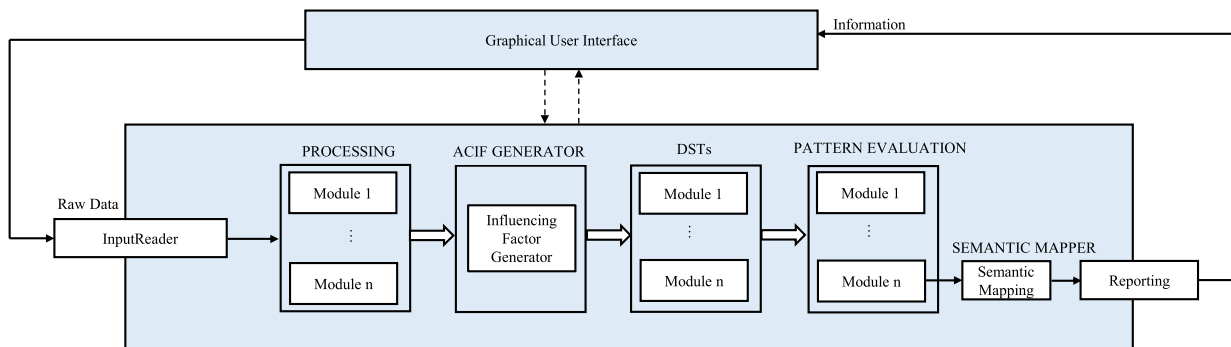 Information
Graphical User Interface
PROCESSING
ACIF GENERATOR
DSTs
PATTERN EVALUATION
Raw Data
InputReader
Module 1
⋮
Module n
Influencing
Factor
Generator
Module 1
⋮
Module n
Module 1
⋮
Module n
SEMANTIC MAPPER
Semantic
Mapping
Reporting